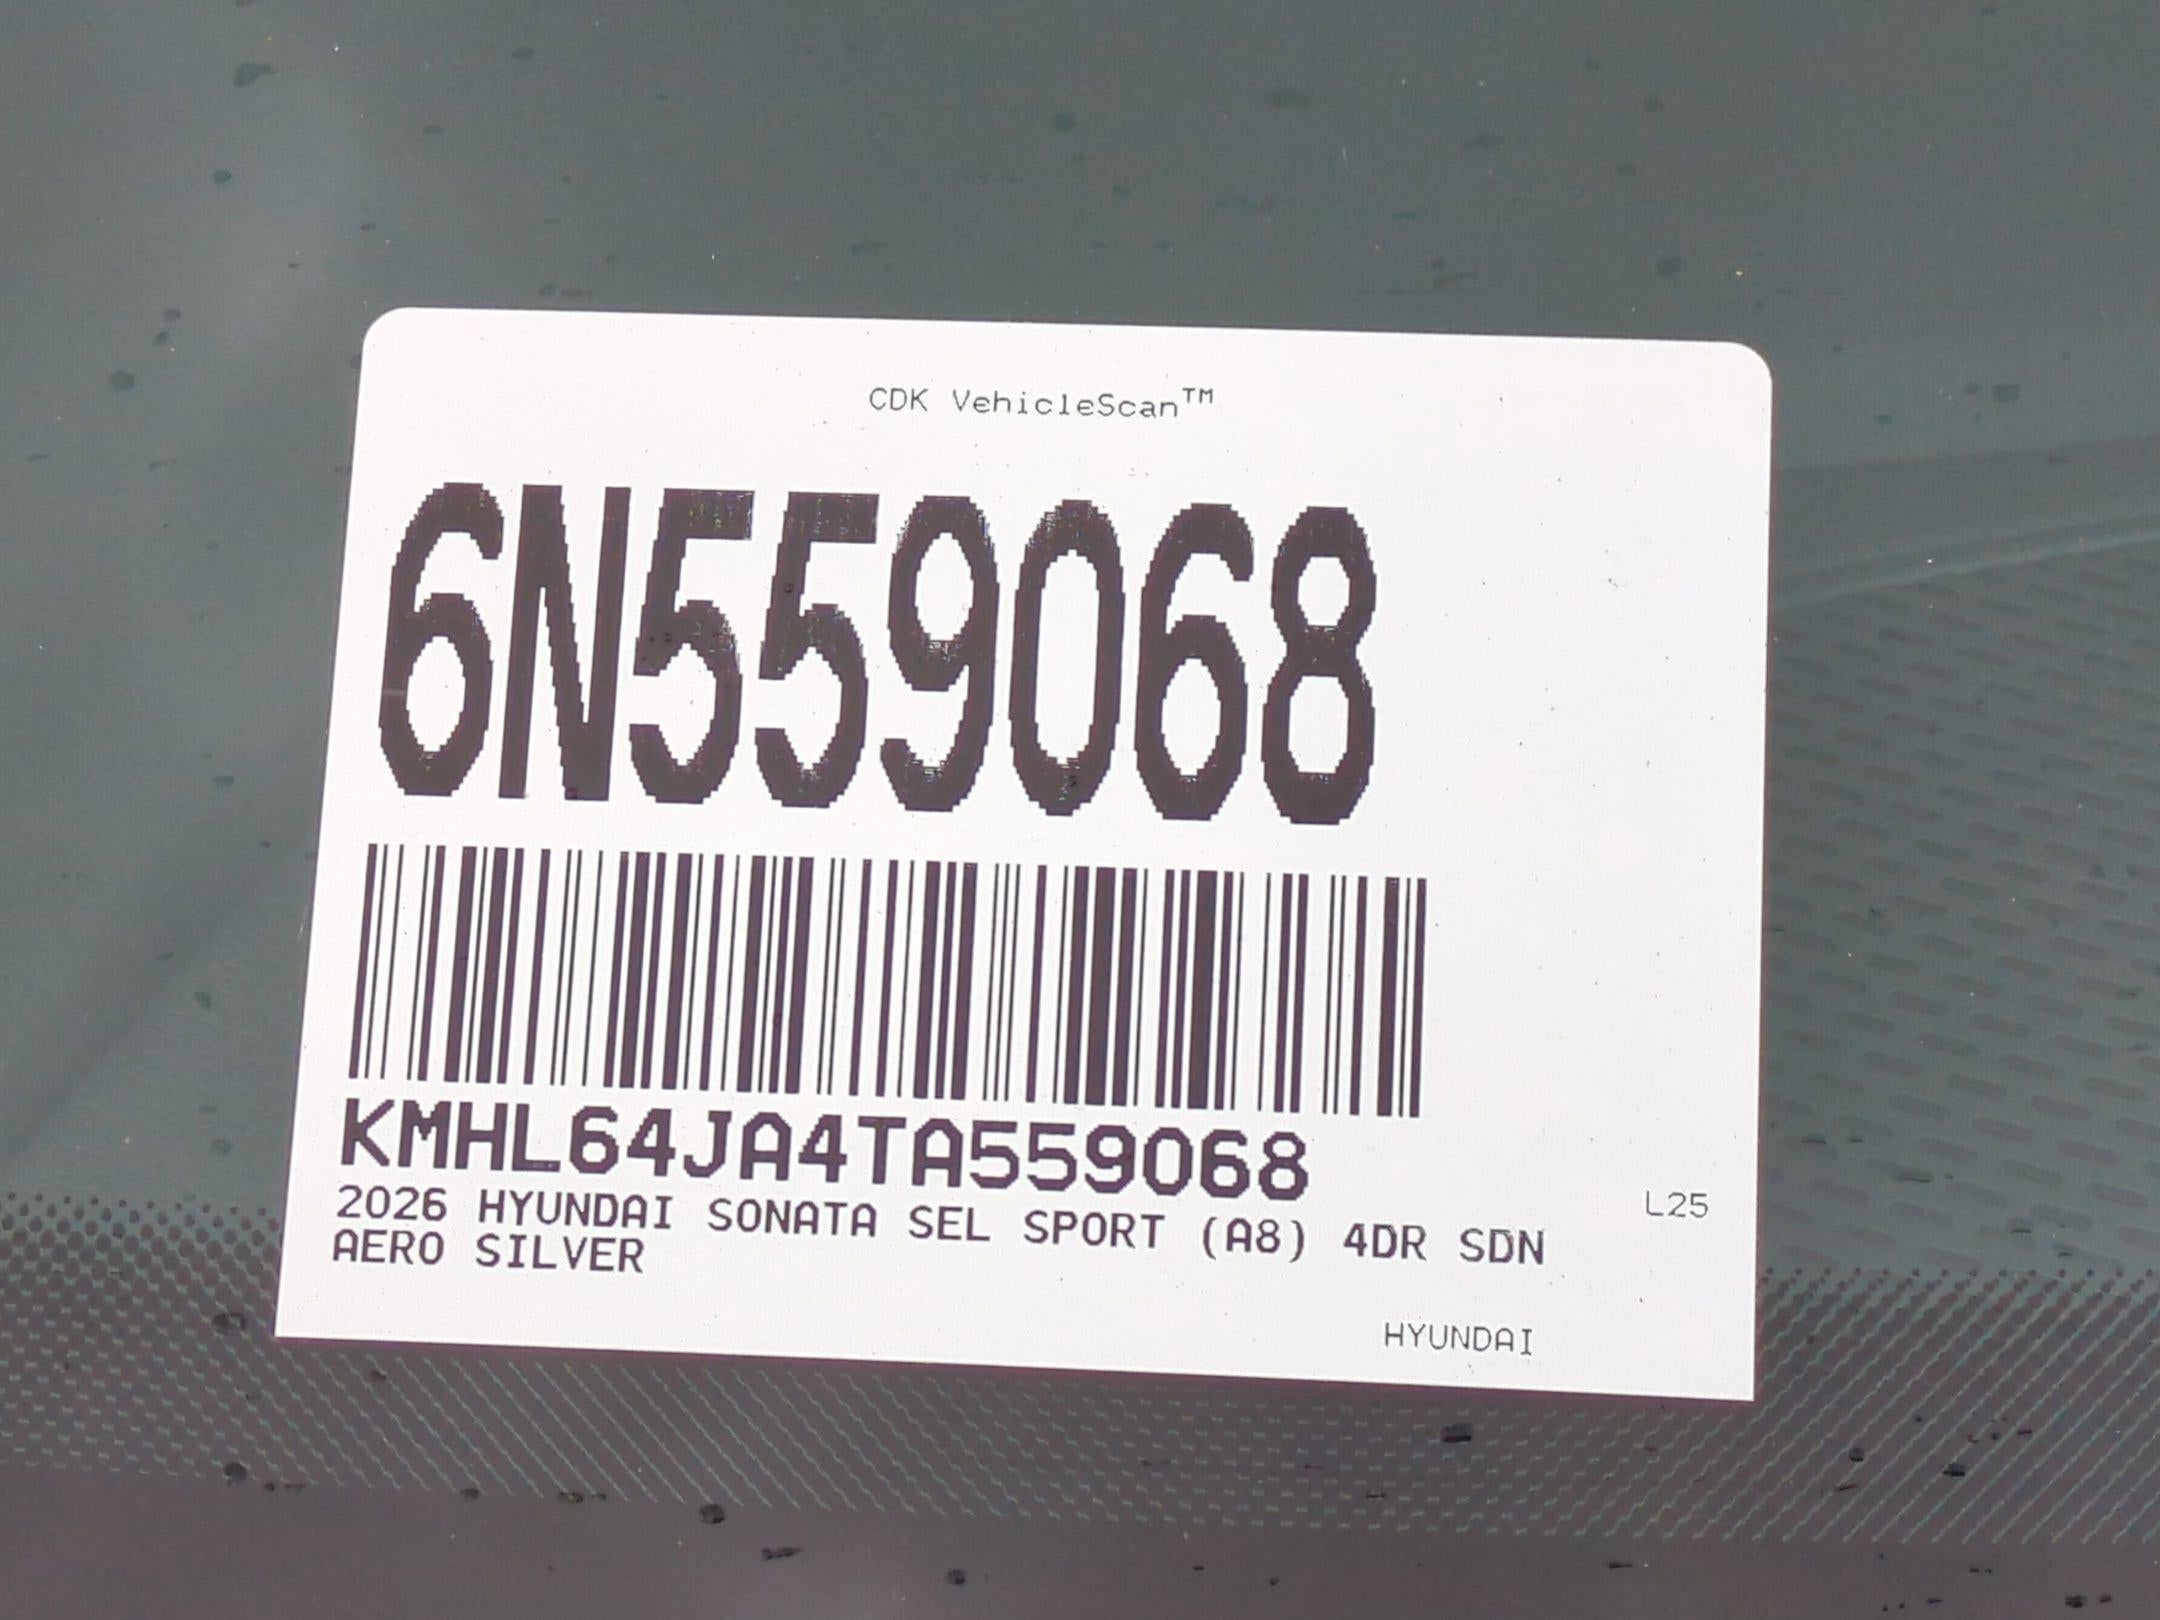 CDK VehicleScan™
6N559068
KMHL64JA4TA559068
2026 HYUNDAI SONATA SEL SPORT (A8) 4DR SDN
L25
AERO SILVER
HYUNDAI